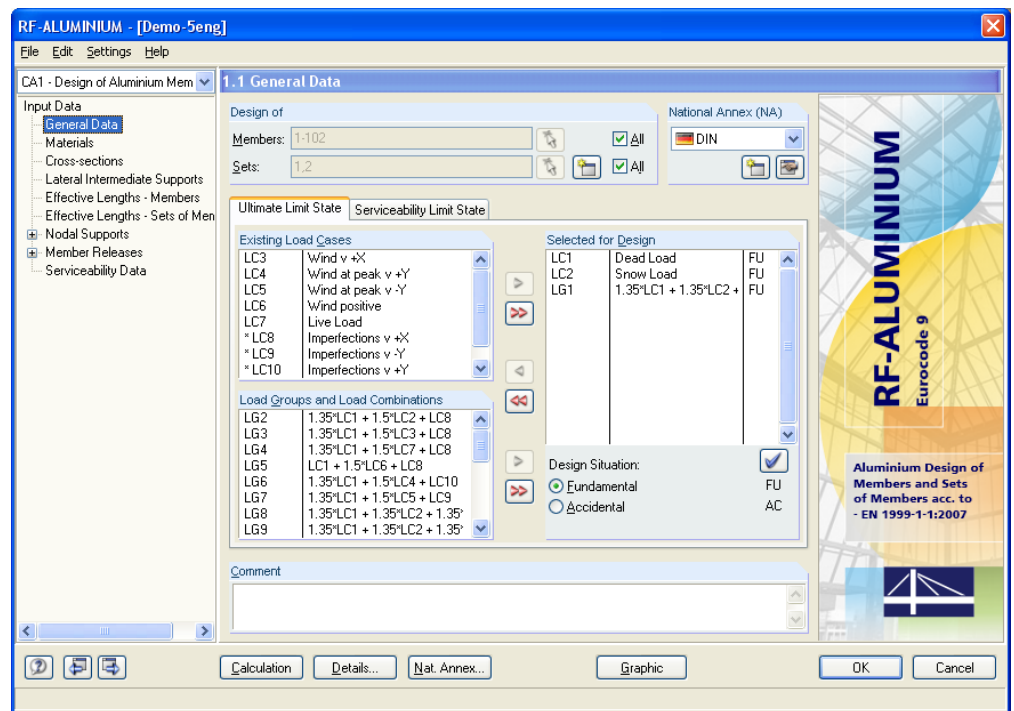 RF-ALUMINIUM - [Demo-5eng]
File Edit Settings Help
CA1 - Design of Aluminium Mem
1.1 General Data
Input Data
General Data
Materials
Cross-sections
Lateral Intermediate Supports
Effective Lengths - Members
Effective Lengths - Sets of Men
Nodal Supports
Member Releases
Serviceability Data
Design of
Members: 1-102 All
Sets: 1,2 All
National Annex (NA)
DIN
Ultimate Limit State Serviceability Limit State
Existing Load Cases
LC3 Wind v +X
LC4 Wind at peak v +Y
LC5 Wind at peak v -Y
LC6 Wind positive
LC7 Live Load
* LC8 Imperfections v +X
* LC9 Imperfections v -Y
* LC10 Imperfections v +Y
Load Groups and Load Combinations
LG2 1.35*LC1 + 1.5*LC2 + LC8
LG3 1.35*LC1 + 1.5*LC3 + LC8
LG4 1.35*LC1 + 1.5*LC7 + LC8
LG5 LC1 + 1.5*LC6 + LC8
LG6 1.35*LC1 + 1.5*LC4 + LC10
LG7 1.35*LC1 + 1.5*LC5 + LC9
LG8 1.35*LC1 + 1.35*LC2 + 1.35*
LG9 1.35*LC1 + 1.35*LC2 + 1.35*
Selected for Design
LC1 Dead Load FU
LC2 Snow Load FU
LG1 1.35*LC1 + 1.35*LC2 + FU
Design Situation:
Fundamental FU
Accidental AC
Comment
RF-ALUMINIUM
Eurocode 9
Aluminium Design of
Members and Sets
of Members acc. to
- EN 1999-1-1:2007
Calculation Details... Nat. Annex... Graphic OK Cancel